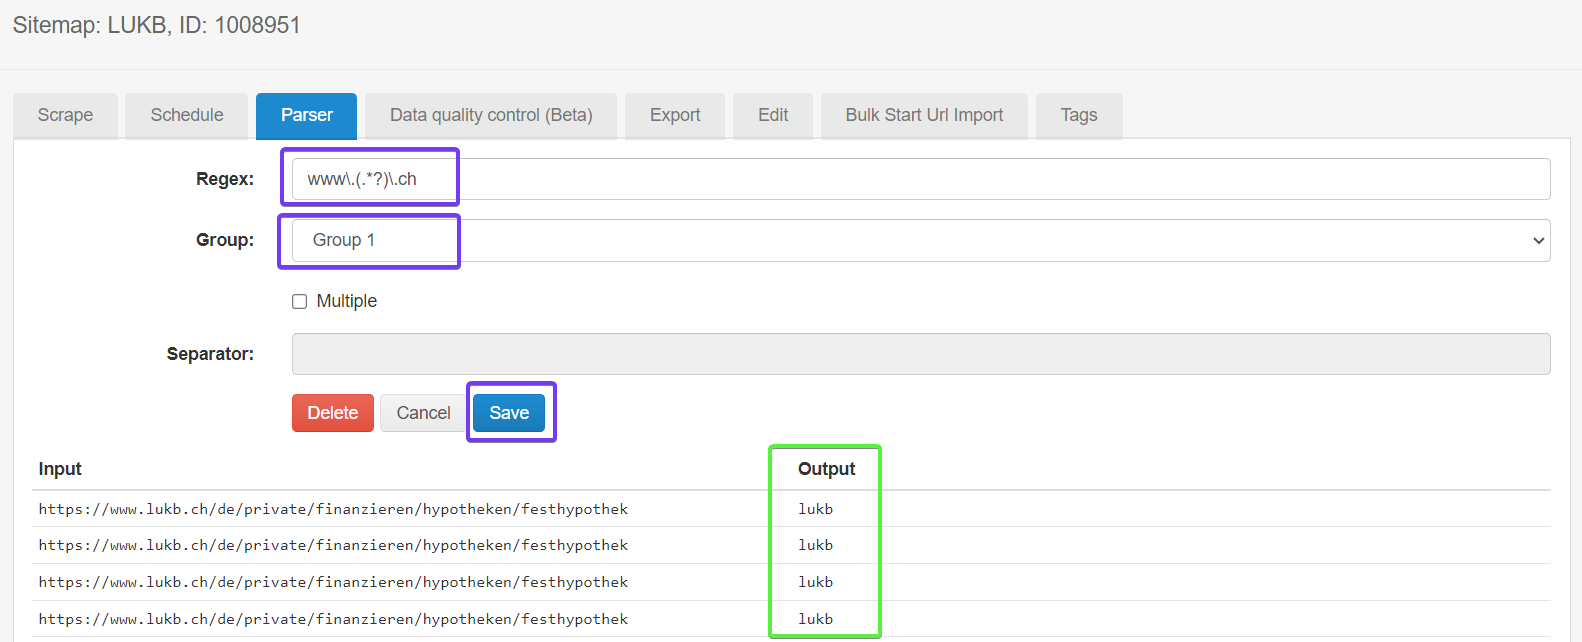 Sitemap: LUKB, ID: 1008951
Scrape Schedule Parser Data quality control (Beta) Export Edit Bulk Start Url Import Tags
Regex: www\.(.*?)\.ch
Group: Group 1
Multiple
Separator:
Delete Cancel Save
Input Output
https://www.lukb.ch/de/private/finanzieren/hypotheken/festhypothek lukb
https://www.lukb.ch/de/private/finanzieren/hypotheken/festhypothek lukb
https://www.lukb.ch/de/private/finanzieren/hypotheken/festhypothek lukb
https://www.lukb.ch/de/private/finanzieren/hypotheken/festhypothek lukb